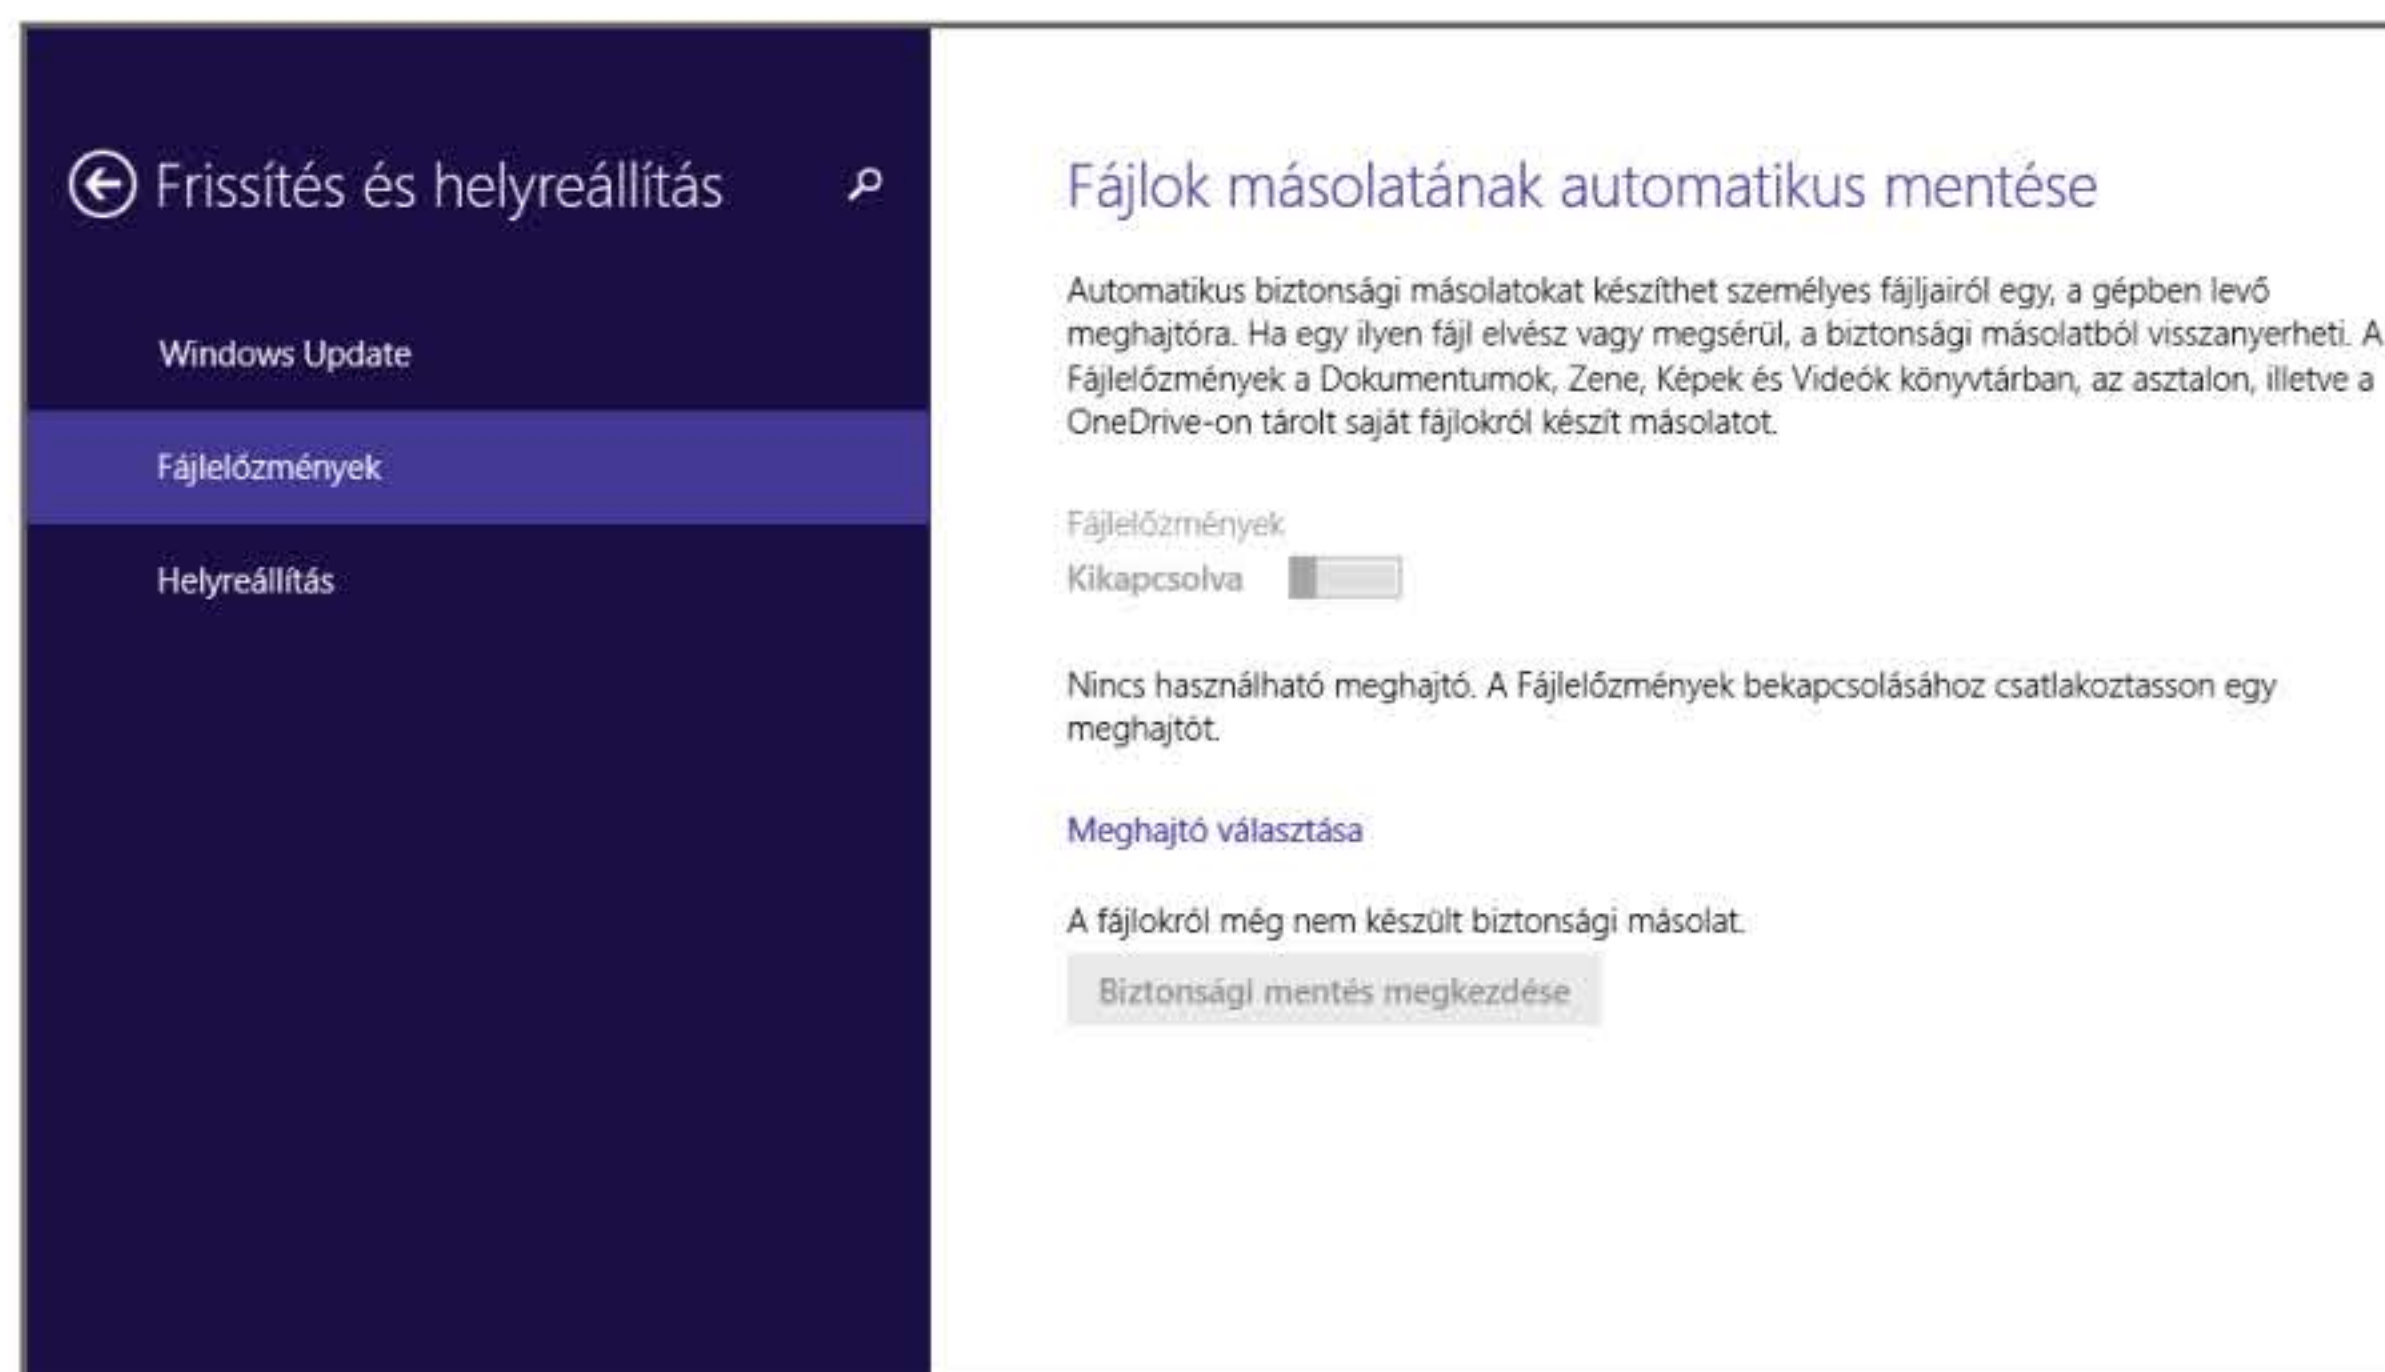 Frissítés és helyreállítás
Windows Update
Fájlelőzmények
Helyreállítás
Fájlok másolatának automatikus mentése
Automatikus biztonsági másolatokat készíthet személyes fájljairól egy, a gépben levő
meghajtóra. Ha egy ilyen fájl elvész vagy megsérül, a biztonsági másolatból visszanyerheti. A
Fájlelőzmények a Dokumentumok, Zene, Képek és Videók könyvtárban, az asztalon, illetve a
OneDrive-on tárolt saját fájlokról készít másolatot.
Fájlelőzmények
Kikapcsolva
Nincs használható meghajtó. A Fájlelőzmények bekapcsolásához csatlakoztasson egy
meghajtót.
Meghajtó választása
A fájlokról még nem készült biztonsági másolat.
Biztonsági mentés megkezdése